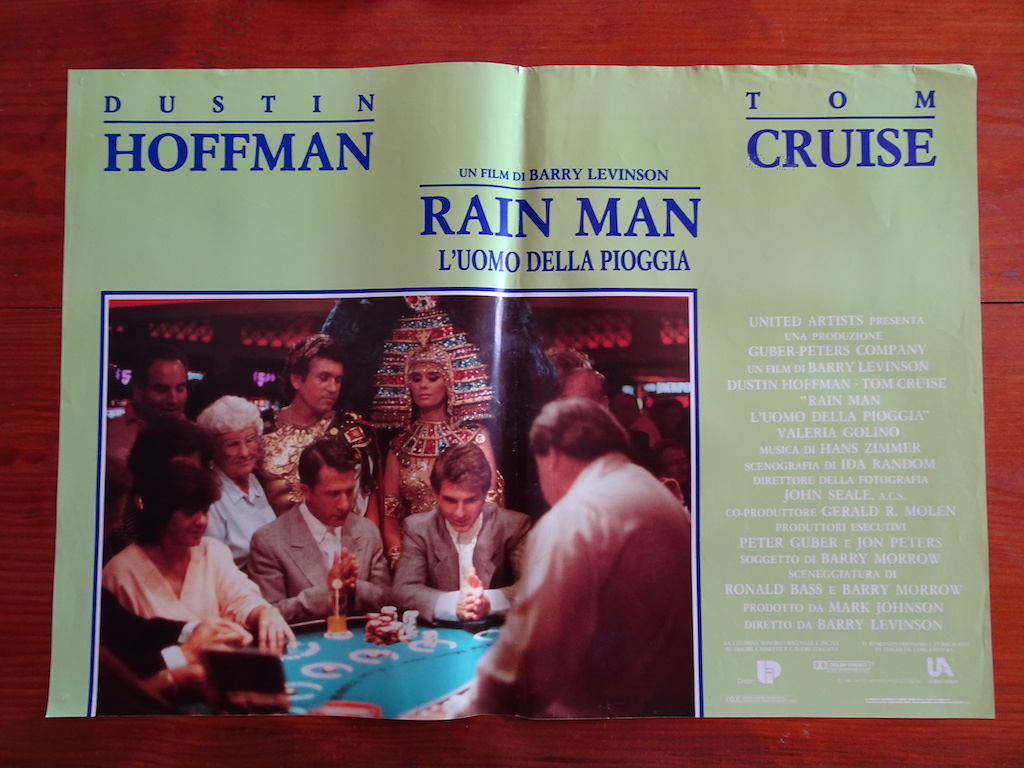 DUSTIN
HOFFMAN
TOM
CRUISE
UN FILM DI BARRY LEVINSON
RAIN MAN
L'UOMO DELLA PIOGGIA
UNITED ARTISTS PRESENTA
UNA PRODUZIONE
GUBER-PETERS COMPANY
UN FILM DI BARRY LEVINSON
DUSTIN HOFFMAN · TOM CRUISE
"RAIN MAN
L'UOMO DELLA PIOGGIA"
VALERIA GOLINO
MUSICA DI HANS ZIMMER
SCENOGRAFIA DI IDA RANDOM
DIRETTORE DELLA FOTOGRAFIA
JOHN SEALE, A.C.S.
CO-PRODUTTORE GERALD R. MOLEN
PRODUTTORI ESECUTIVI
PETER GUBER E JON PETERS
SOGGETTO DI BARRY MORROW
SCENEGGIATURA DI
RONALD BASS E BARRY MORROW
PRODOTTO DA MARK JOHNSON
DIRETTO DA BARRY LEVINSON
UA